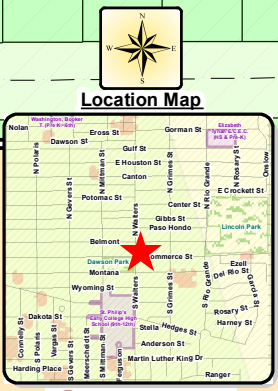 N
W
E
S
Location Map
Washington, Booker
T. (Pre K - 6th)
Nolan
Eross St
Gorman St
Elizabeth
E.C.E.C.
(HS & Pre-K)
Dawson St
Gulf St
E Houston St
Canton
N Polaris
N Gevers St
N Mittman St
N Grimes St
N Rio Grande
N Rosary St
Onslow
E Crockett St
Potomac St
Center St
Gibbs St
Paso Hondo
N Walters
Lincoln Park
Belmont
Commerce St
Dawson Park
Montana
Ezell
Del Rio St
Wyoming St
S Walters
S Grimes St
S Rio Grande
Garcia St
St. Philip's
Early College High
School (9th-12th)
Rosary St
Harney St
Dakota St
Stella
Hedges St
Connelly St
S Polaris
Vargas St
S Gevers St
Meerscheidt St
S Mittman St
Ferguson
Anderson St
Martin Luther King Dr
Harding Place
Ranger